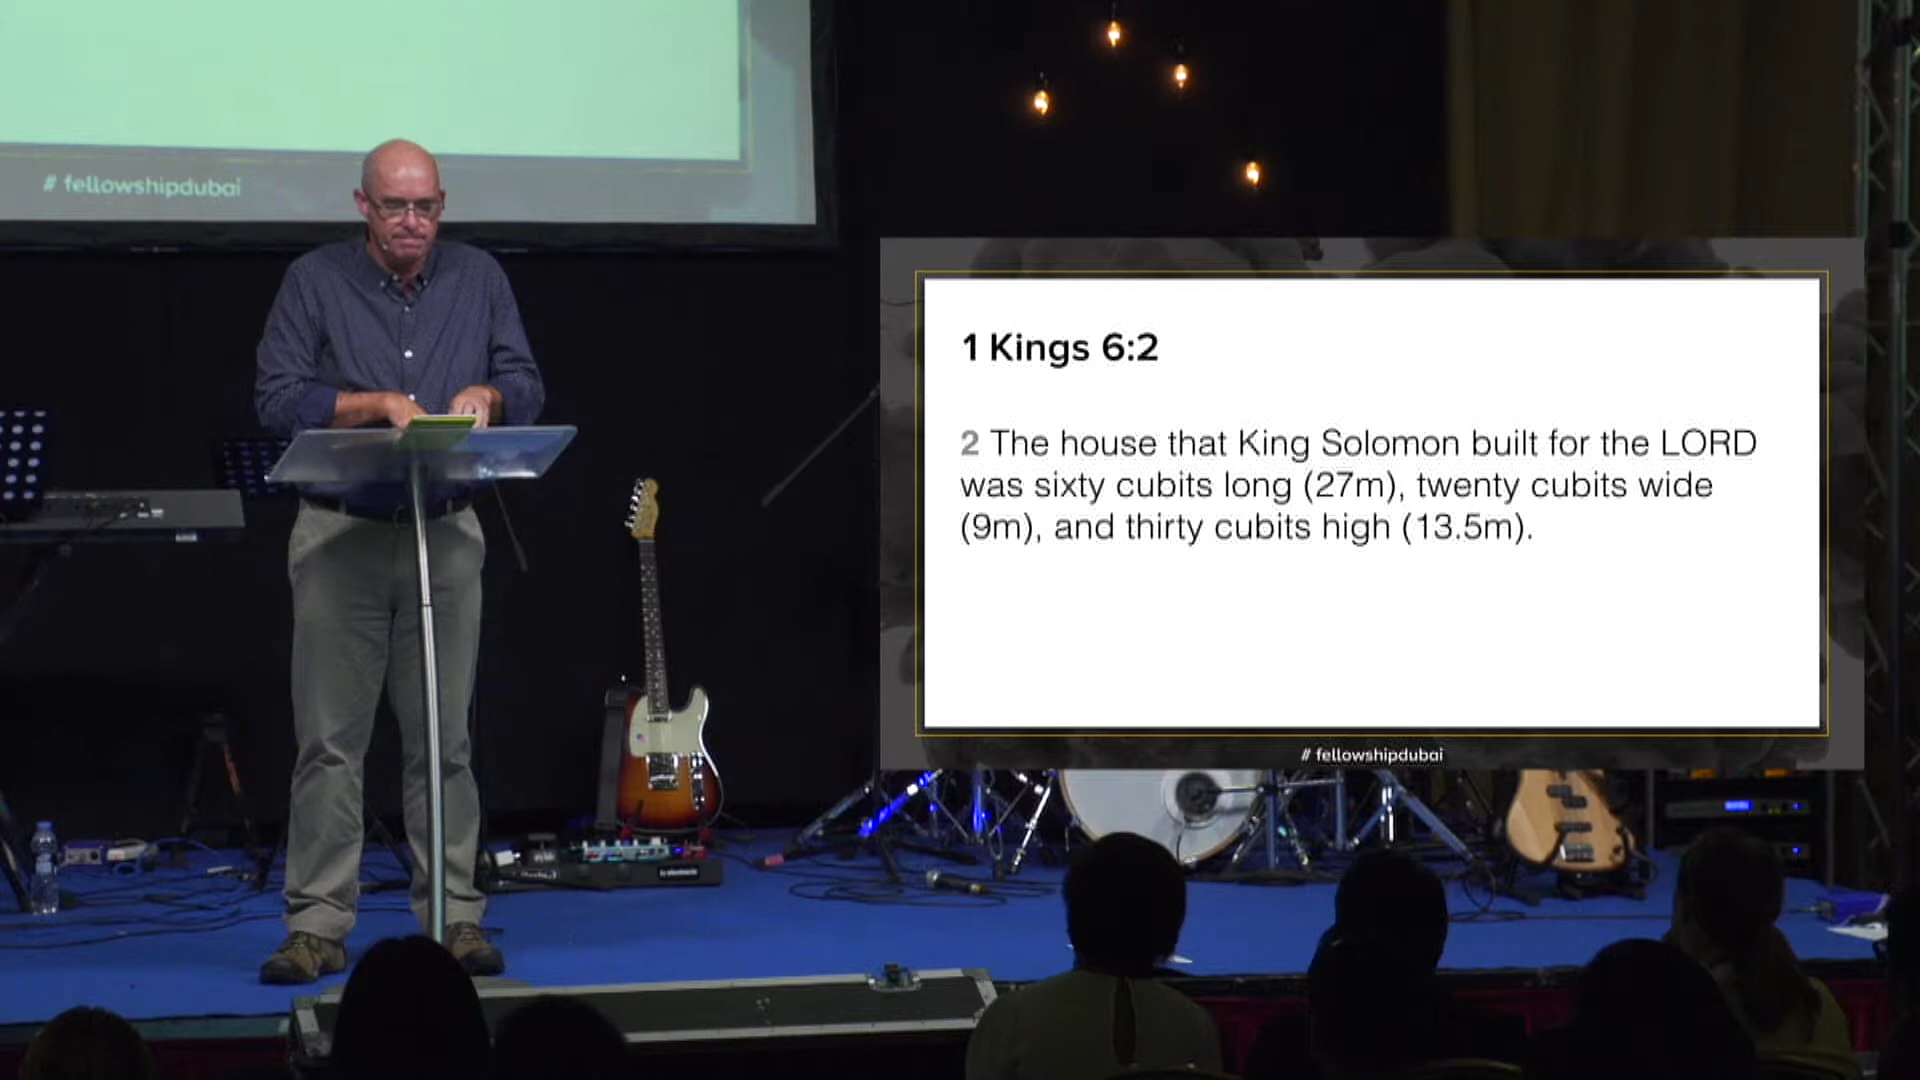 # fellowshipdubai
1 Kings 6:2
2 The house that King Solomon built for the LORD
was sixty cubits long (27m), twenty cubits wide
(9m), and thirty cubits high (13.5m).
# fellowshipdubai